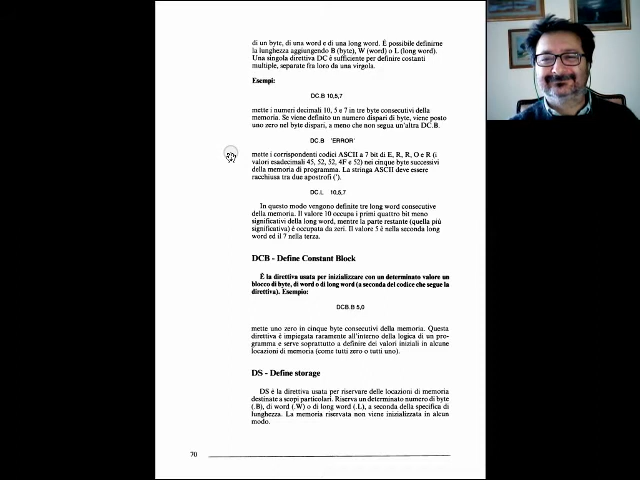 di un byte, di una word e di una long word. È possibile definirne
la lunghezza aggiungendo B (byte), W (word) o L (long word).
Una singola direttiva DC è sufficiente per definire costanti
multiple, separate fra loro da una virgola.
Esempi:
DC.B 10,5,7
mette i numeri decimali 10, 5 e 7 in tre byte consecutivi della
memoria. Se viene definito un numero dispari di byte, viene posto
uno zero nel byte dispari, a meno che non segua un'altra DC.B.
DC.B 'ERROR'
mette i corrispondenti codici ASCII a 7 bit di E, R, R, O e R (i
valori esadecimali 45, 52, 52, 4F e 52) nei cinque byte successivi
della memoria di programma. La stringa ASCII deve essere
racchiusa tra due apostrofi (').
DC.L 10,5,7
In questo modo vengono definite tre long word consecutive
della memoria. Il valore 10 occupa i primi quattro bit meno
significativi della long word, mentre la parte restante (quella più
significativa) è occupata da zeri. Il valore 5 è nella seconda long
word ed il 7 nella terza.
DCB - Define Constant Block
È la direttiva usata per inizializzare con un determinato valore un
blocco di byte, di word o di long word (a seconda del codice che segue la
direttiva). Esempio:
DCB.B 5,0
mette uno zero in cinque byte consecutivi della memoria. Questa
direttiva è impiegata raramente all'interno della logica di un pro-
gramma e serve soprattutto a definire dei valori iniziali in alcune
locazioni di memoria (come tutti zero o tutti uno).
DS - Define storage
DS è la direttiva usata per riservare delle locazioni di memoria
destinate a scopi particolari. Riserva un determinato numero di byte
(.B), di word (.W) o di long word (.L), a seconda della specifica di
lunghezza. La memoria riservata non viene inizializzata in alcun
modo.
70